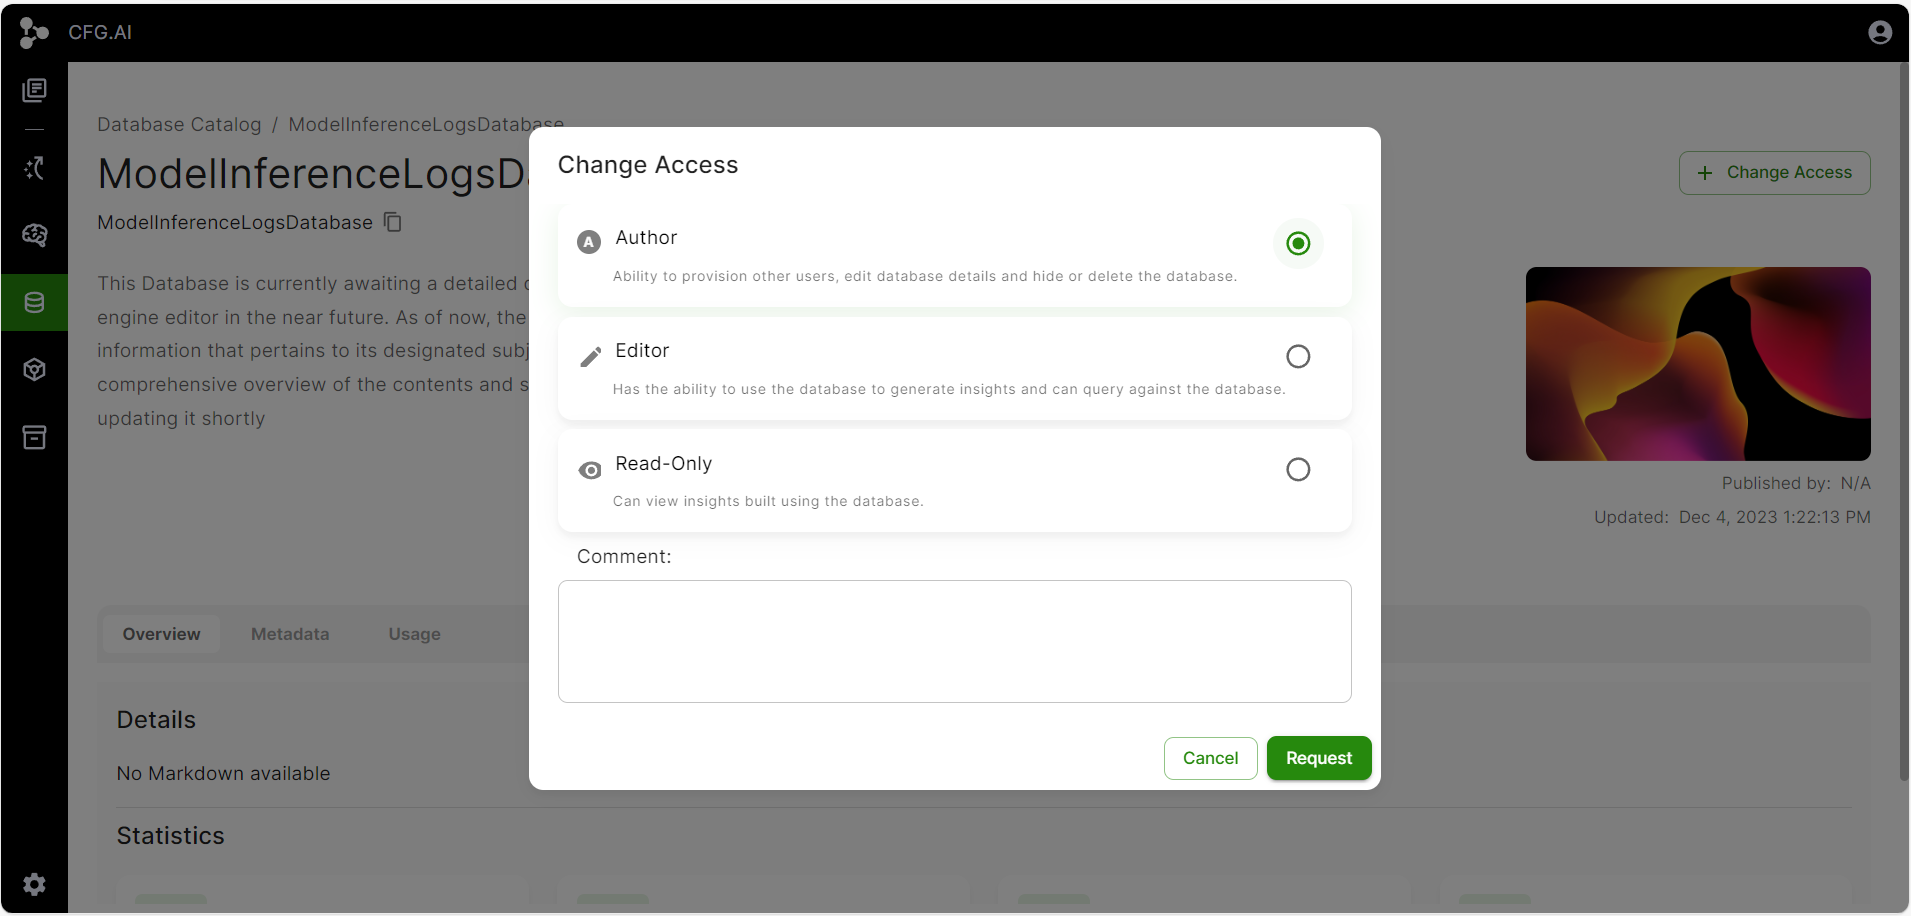 CFG.AI
Database Catalog / ModelInferenceLogsDatabase
ModelInferenceLogsDa
+ Change Access
ModelInferenceLogsDatabase
This Database is currently awaiting a detailed
engine editor in the near future. As of now, the
information that pertains to its designated subj
comprehensive overview of the contents and s
updating it shortly
Published by: N/A
Updated: Dec 4, 2023 1:22:13 PM
Overview Metadata Usage
Details
No Markdown available
Statistics
Change Access
A Author
Ability to provision other users, edit database details and hide or delete the database.
Editor
Has the ability to use the database to generate insights and can query against the database.
Read-Only
Can view insights built using the database.
Comment:
Cancel Request